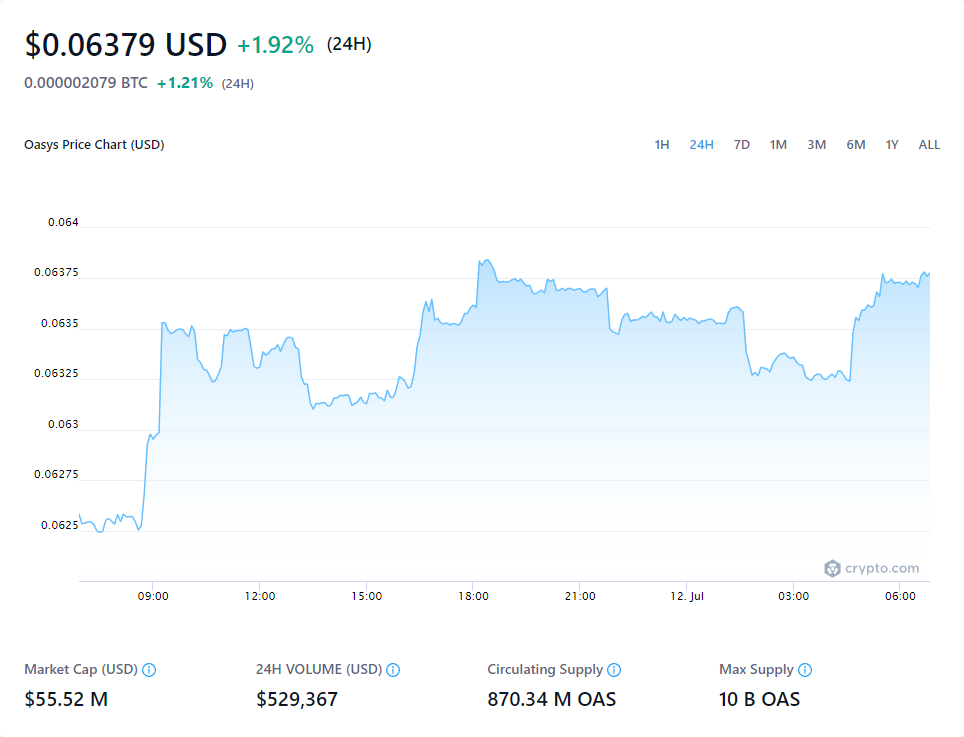 $0.06379 USD +1.92% (24H)
0.000002079 BTC +1.21% (24H)
Oasys Price Chart (USD) 1H 24H 7D 1M 3M 6M 1Y ALL
0.064
0.06375
0.0635
0.06325
0.063
0.06275
0.0625
crypto.com
09:00 12:00 15:00 18:00 21:00 12. Jul 03:00 06:00
Market Cap (USD) 24H VOLUME (USD) Circulating Supply Max Supply
$55.52 M $529,367 870.34 M OAS 10 B OAS